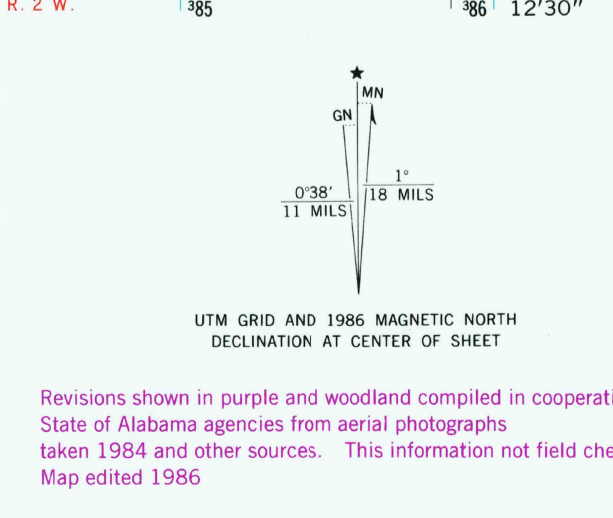 R. 2 W.
³85
³86
12'30"
★
MN
GN
0°38'
1°
11 MILS
18 MILS
UTM GRID AND 1986 MAGNETIC NORTH
DECLINATION AT CENTER OF SHEET
Revisions shown in purple and woodland compiled in
State of Alabama agencies from aerial photographs
taken 1984 and other sources. This information not field
Map edited 1986